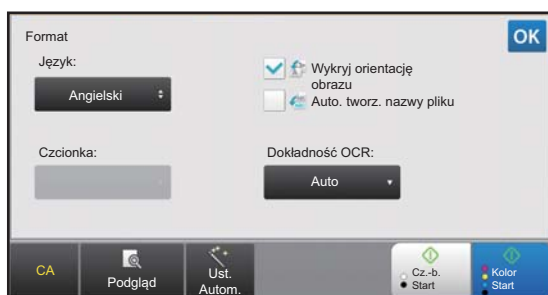 Format
OK
Język:
Angielski
Wykryj orientację
obrazu
Auto. tworz. nazwy pliku
Czcionka:
Dokładność OCR:
Auto
CA
Podgląd
Ust.
Autom.
Cz.-b.
Start
Kolor
Start